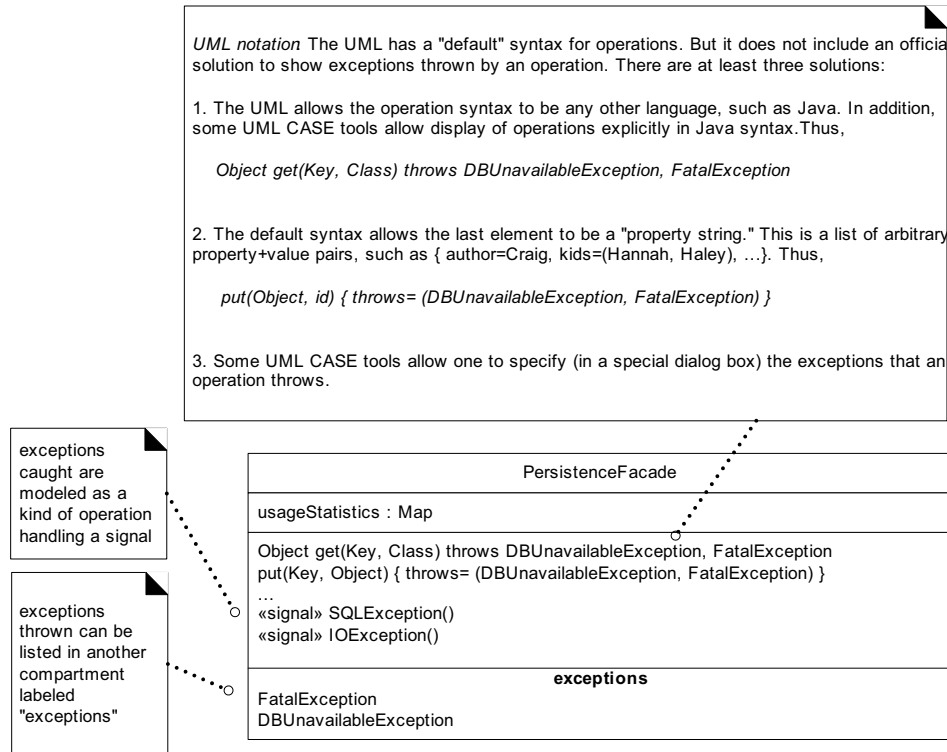 UML notation: The UML has a "default" syntax for operations. But it does not include an officia
solution to show exceptions thrown by an operation. There are at least three solutions:
1. The UML allows the operation syntax to be any other language, such as Java. In addition,
some UML CASE tools allow display of operations explicitly in Java syntax.Thus,
Object get(Key, Class) throws DBUnavailableException, FatalException
2. The default syntax allows the last element to be a "property string." This is a list of arbitrary
property+value pairs, such as { author=Craig, kids=(Hannah, Haley), ...}. Thus,
put(Object, id) { throws= (DBUnavailableException, FatalException) }
3. Some UML CASE tools allow one to specify (in a special dialog box) the exceptions that an
operation throws.
exceptions
caught are
modeled as a
kind of operation
handling a signal
PersistenceFacade
usageStatistics : Map
Object get(Key, Class) throws DBUnavailableException, FatalException
put(Key, Object) { throws= (DBUnavailableException, FatalException) }
...
«signal» SQLException()
«signal» IOException()
exceptions
thrown can be
listed in another
compartment
labeled
"exceptions"
exceptions
FatalException
DBUnavailableException